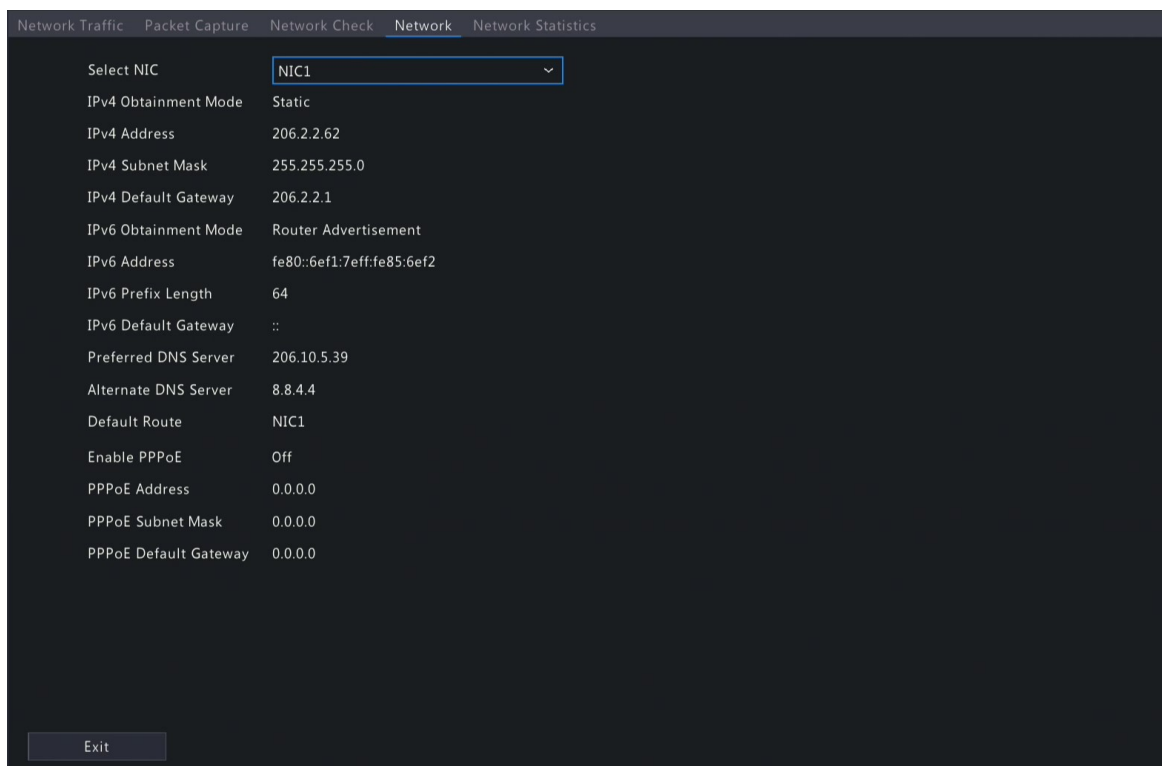 Network Traffic Packet Capture Network Check Network Network Statistics
Select NIC NIC1
IPv4 Obtainment Mode Static
IPv4 Address 206.2.2.62
IPv4 Subnet Mask 255.255.255.0
IPv4 Default Gateway 206.2.2.1
IPv6 Obtainment Mode Router Advertisement
IPv6 Address fe80::6ef1:7eff:fe85:6ef2
IPv6 Prefix Length 64
IPv6 Default Gateway ::
Preferred DNS Server 206.10.5.39
Alternate DNS Server 8.8.4.4
Default Route NIC1
Enable PPPoE Off
PPPoE Address 0.0.0.0
PPPoE Subnet Mask 0.0.0.0
PPPoE Default Gateway 0.0.0.0
Exit